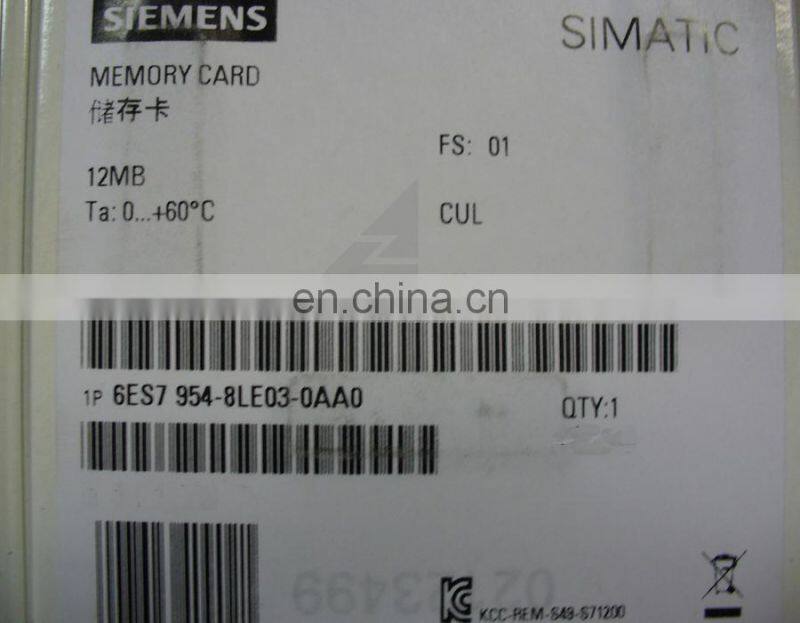 SIEMENS
SIMATIC
MEMORY CARD
储存卡
FS: 01
12MB
Ta: 0...+60°C
CUL
en.china.cn
1P 6ES7 954-8LE03-0AA0
QTY:1
KCC-REM-S49-S71200